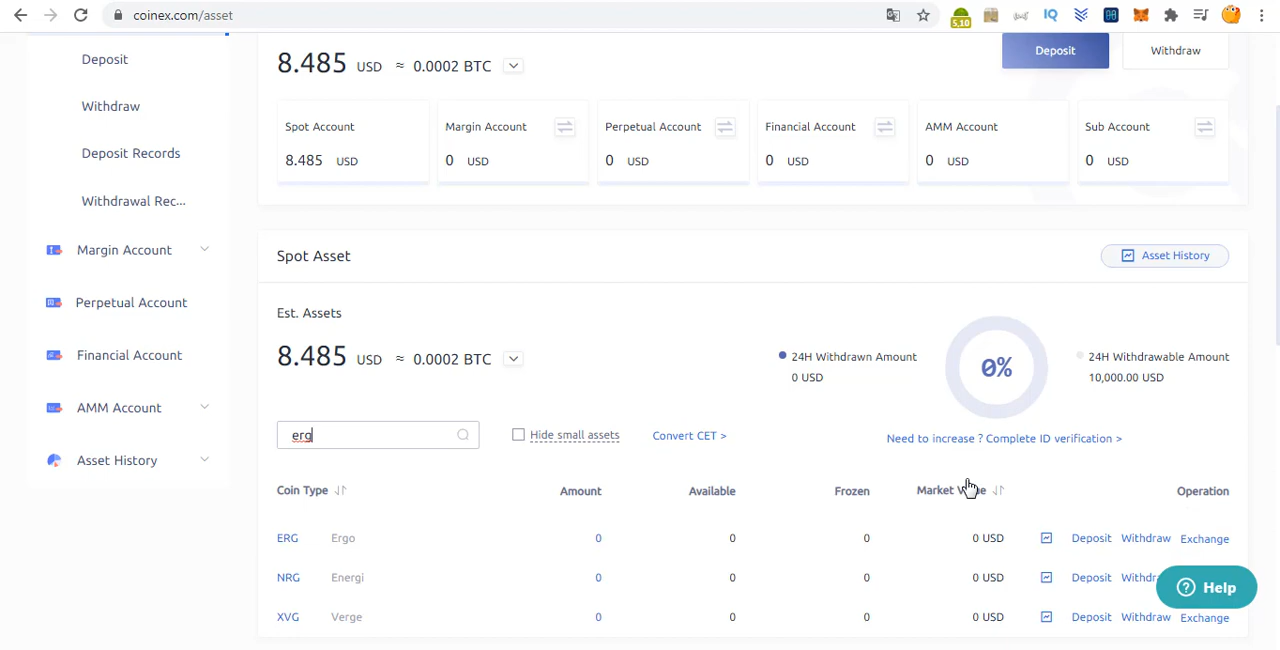 coinex.com/asset
5,10
IQ
Deposit
Withdraw
Deposit Records
Withdrawal Rec...
Margin Account
Perpetual Account
Financial Account
AMM Account
Asset History
8.485 USD ≈ 0.0002 BTC
Deposit
Withdraw
Spot Account
8.485 USD
Margin Account
0 USD
Perpetual Account
0 USD
Financial Account
0 USD
AMM Account
0 USD
Sub Account
0 USD
Spot Asset
Asset History
Est. Assets
8.485 USD ≈ 0.0002 BTC
24H Withdrawn Amount
0 USD
0%
24H Withdrawable Amount
10,000.00 USD
erg
Hide small assets
Convert CET >
Need to increase ? Complete ID verification >
Coin Type Amount Available Frozen Market Value Operation
ERG Ergo 0 0 0 0 USD Deposit Withdraw Exchange
NRG Energi 0 0 0 0 USD Deposit Withdr
XVG Verge 0 0 0 0 USD Deposit Withdraw Exchange
? Help